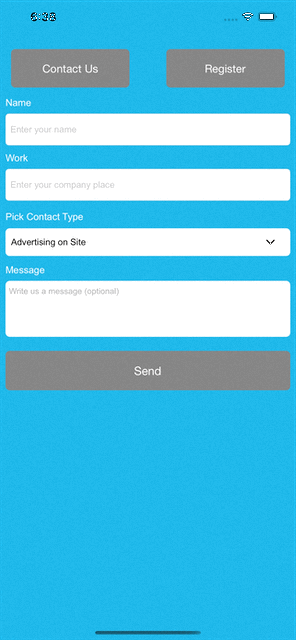 Contact Us
Register
Name
Enter your name
Work
Enter your company place
Pick Contact Type
Advertising on Site
Message
Write us a message (optional)
Send